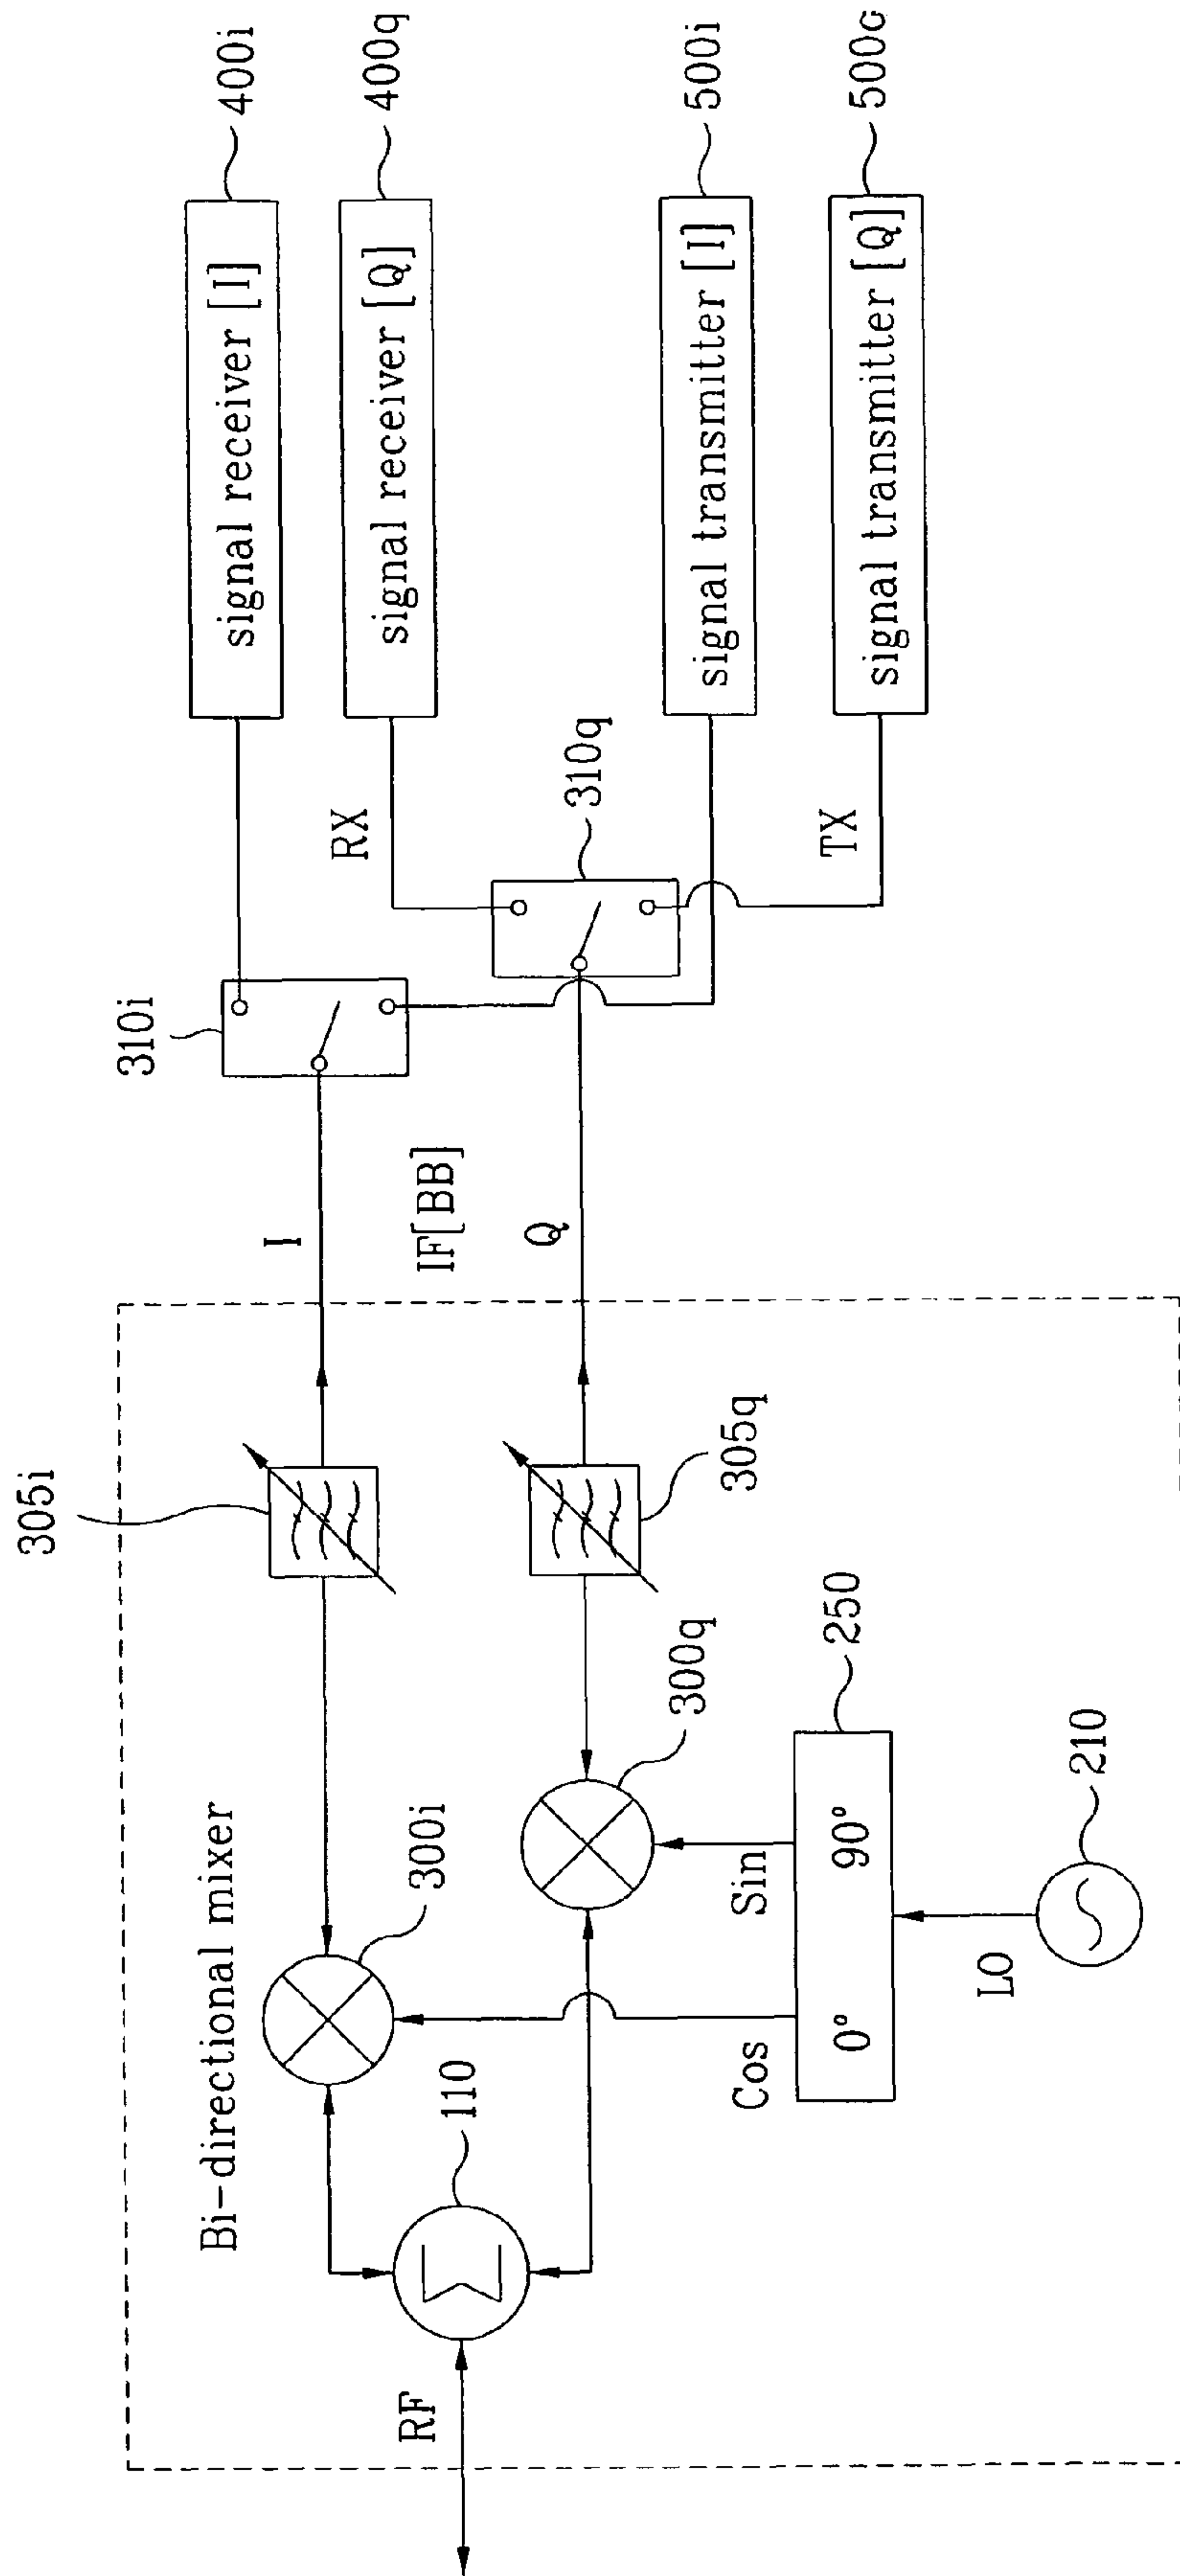 Bi-directional mixer
RF
110
Σ
300i
305i
I
310i
signal receiver [I]
400i
RX
signal receiver [Q]
400q
IF[BB]
Q
310q
300q
305q
Cos
Sin
0°
90°
250
LO
210
signal transmitter [I]
500i
TX
signal transmitter [Q]